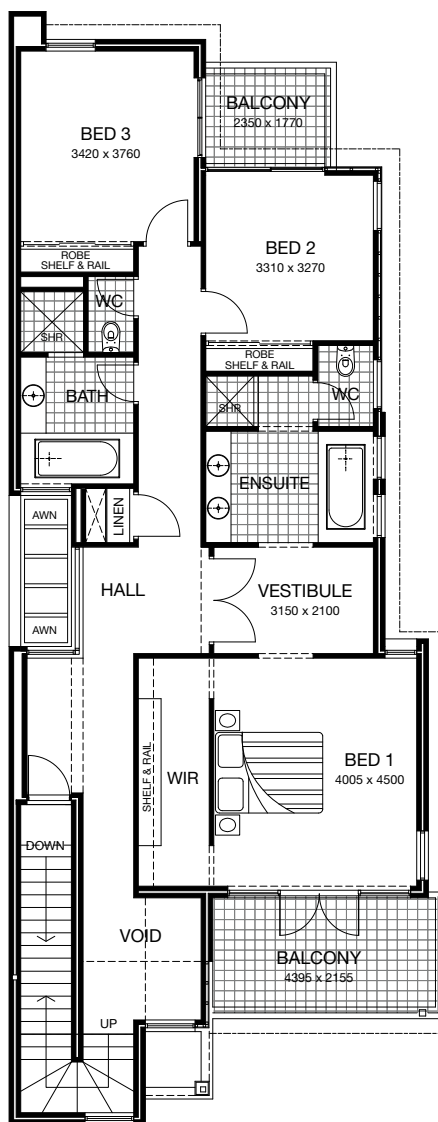 BALCONY
2350 x 1770
BED 3
3420 x 3760
BED 2
3310 x 3270
ROBE
SHELF & RAIL
WC
SHR
ROBE
SHELF & RAIL
WC
SHR
BATH
ENSUITE
LINEN
AWN
HALL
VESTIBULE
3150 x 2100
AWN
SHELF & RAIL
WIR
BED 1
4005 x 4500
DOWN
VOID
BALCONY
4395 x 2155
UP